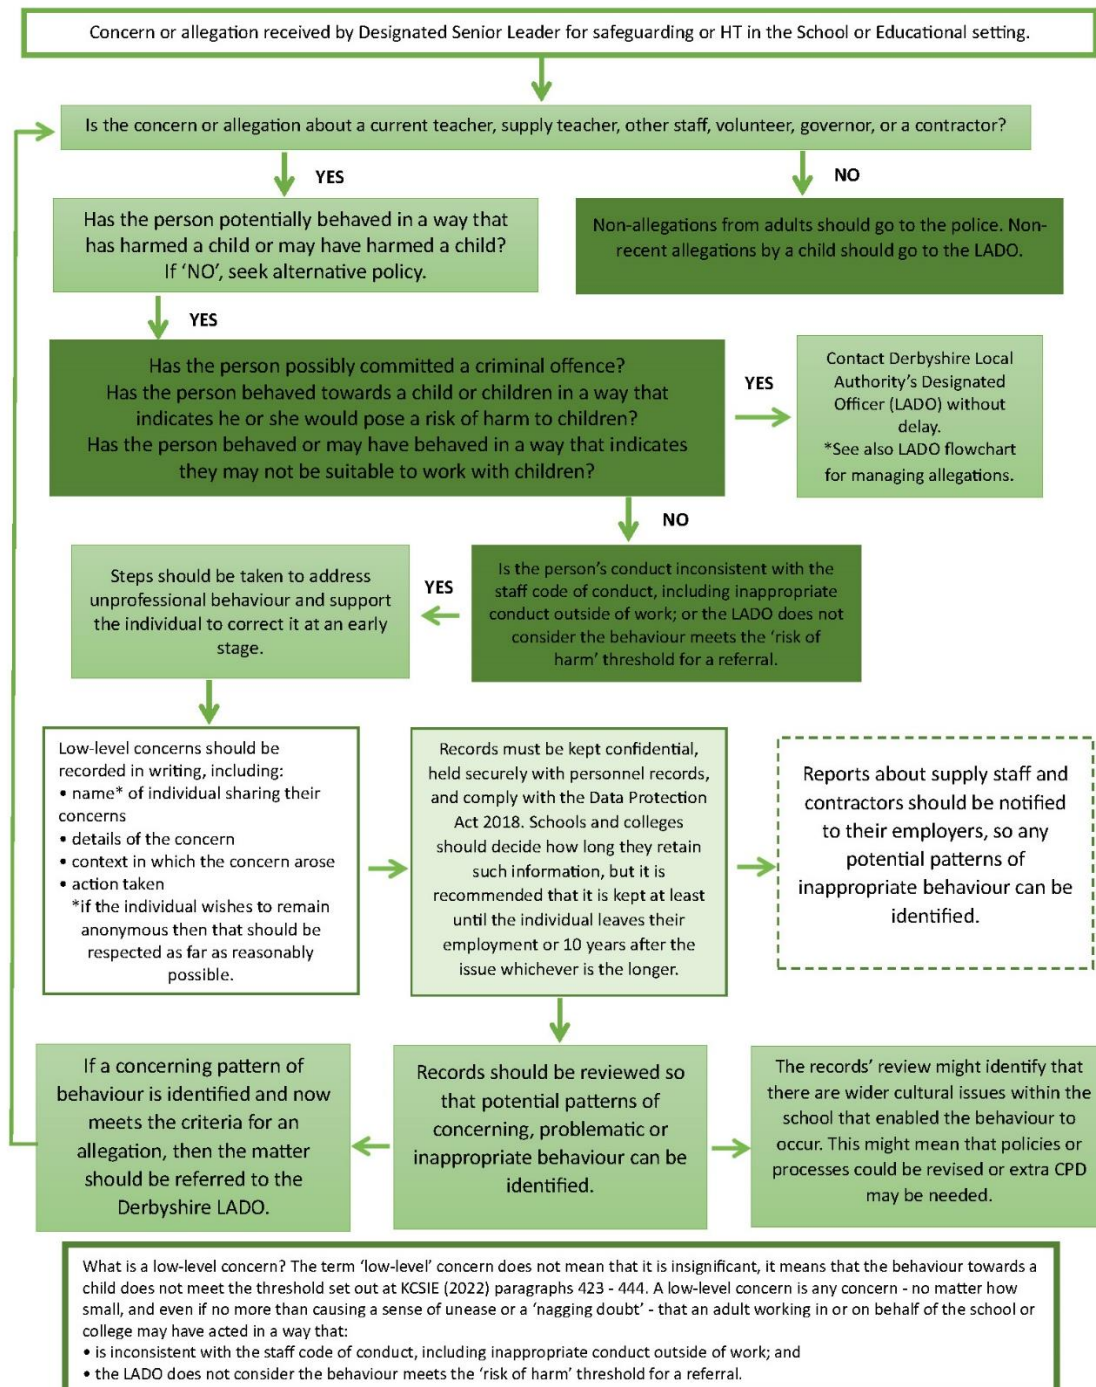 Concern or allegation received by Designated Senior Leader for safeguarding or HT in the School or Educational setting.
Is the concern or allegation about a current teacher, supply teacher, other staff, volunteer, governor, or a contractor?
YES
NO
Has the person potentially behaved in a way that
has harmed a child or may have harmed a child?
If ‘NO’, seek alternative policy.
Non-allegations from adults should go to the police. Non-
recent allegations by a child should go to the LADO.
YES
Has the person possibly committed a criminal offence?
Has the person behaved towards a child or children in a way that
indicates he or she would pose a risk of harm to children?
Has the person behaved or may have behaved in a way that indicates
they may not be suitable to work with children?
YES
Contact Derbyshire Local
Authority’s Designated
Officer (LADO) without
delay.
*See also LADO flowchart
for managing allegations.
NO
Is the person’s conduct inconsistent with the
staff code of conduct, including inappropriate
conduct outside of work; or the LADO does not
consider the behaviour meets the ‘risk of
harm’ threshold for a referral.
YES
Steps should be taken to address
unprofessional behaviour and support
the individual to correct it at an early
stage.
Low-level concerns should be
recorded in writing, including:
• name* of individual sharing their
concerns
• details of the concern
• context in which the concern arose
• action taken
*if the individual wishes to remain
anonymous then that should be
respected as far as reasonably
possible.
Records must be kept confidential,
held securely with personnel records,
and comply with the Data Protection
Act 2018. Schools and colleges
should decide how long they retain
such information, but it is
recommended that it is kept at least
until the individual leaves their
employment or 10 years after the
issue whichever is the longer.
Reports about supply staff and
contractors should be notified
to their employers, so any
potential patterns of
inappropriate behaviour can be
identified.
If a concerning pattern of
behaviour is identified and now
meets the criteria for an
allegation, then the matter
should be referred to the
Derbyshire LADO.
Records should be reviewed so
that potential patterns of
concerning, problematic or
inappropriate behaviour can be
identified.
The records’ review might identify that
there are wider cultural issues within the
school that enabled the behaviour to
occur. This might mean that policies or
processes could be revised or extra CPD
may be needed.
What is a low-level concern? The term ‘low-level’ concern does not mean that it is insignificant, it means that the behaviour towards a
child does not meet the threshold set out at KCSIE (2022) paragraphs 423 - 444. A low-level concern is any concern - no matter how
small, and even if no more than causing a sense of unease or a ‘nagging doubt’ - that an adult working in or on behalf of the school or
college may have acted in a way that:
• is inconsistent with the staff code of conduct, including inappropriate conduct outside of work; and
• the LADO does not consider the behaviour meets the ‘risk of harm’ threshold for a referral.